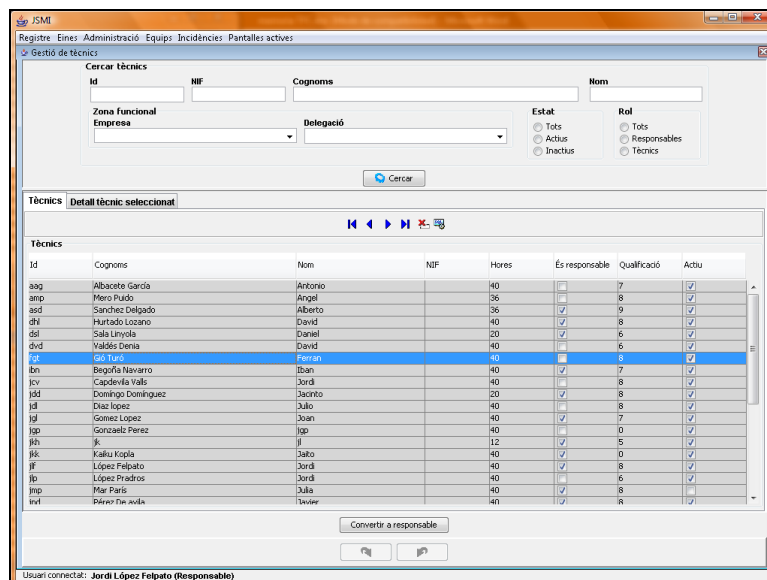 JSMI
Registre Eines Administració Equips Incidències Pantalles actives
Gestió de tècnics
Cercar tècnics
Id NIF Cognoms Nom
Zona funcional Estat Rol
Empresa Delegació
Tots Tots
Actius Responsables
Inactius Tècnics
Cercar
Tècnics Detall tècnic seleccionat
Tècnics
Id Cognoms Nom NIF Hores És responsable Qualificació Actiu
aag Albacete García Antonio 40 7
amp Mero Puido Angel 36 8
asd Sanchez Delgado Alberto 36 9
dhl Hurtado Lozano David 40 8
dsl Sala Linyola Daniel 20 6
dvd Valdés Denia David 40 6
fgt Gió Turó Ferran 40 8
ibn Begoña Navarro Iban 40 7
jcv Capdevila Valls Jordi 40 8
jdd Domingo Domínguez Jacinto 20 8
jdl Diaz lopez Julio 40 8
jgl Gomez Lopez Joan 40 7
jgp Gonzaelz Perez jgp 40 0
jkh jk jl 12 5
jkk Kaiku Kopla Jaito 40 0
jlf López Felpato Jordi 40 8
jlp López Pradros Jordi 40 6
jmp Mar París Julia 40 8
jnd Pérez De avila Javier 40 8
Convertir a responsable
Usuari connectat: Jordi López Felpato (Responsable)